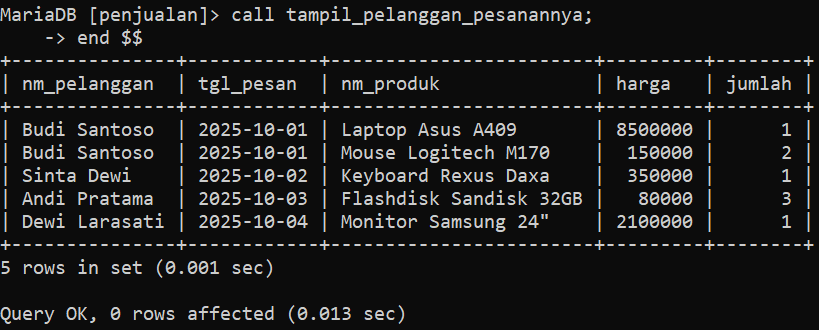 MariaDB [penjualan]> call tampil_pelanggan_pesanannya;
    -> end $$
+---------------+------------+------------------------+---------+--------+
| nm_pelanggan  | tgl_pesan  | nm_produk              | harga   | jumlah |
+---------------+------------+------------------------+---------+--------+
| Budi Santoso  | 2025-10-01 | Laptop Asus A409       | 8500000 |      1 |
| Budi Santoso  | 2025-10-01 | Mouse Logitech M170    |  150000 |      2 |
| Sinta Dewi    | 2025-10-02 | Keyboard Rexus Daxa    |  350000 |      1 |
| Andi Pratama  | 2025-10-03 | Flashdisk Sandisk 32GB |   80000 |      3 |
| Dewi Larasati | 2025-10-04 | Monitor Samsung 24"    | 2100000 |      1 |
+---------------+------------+------------------------+---------+--------+
5 rows in set (0.001 sec)

Query OK, 0 rows affected (0.013 sec)